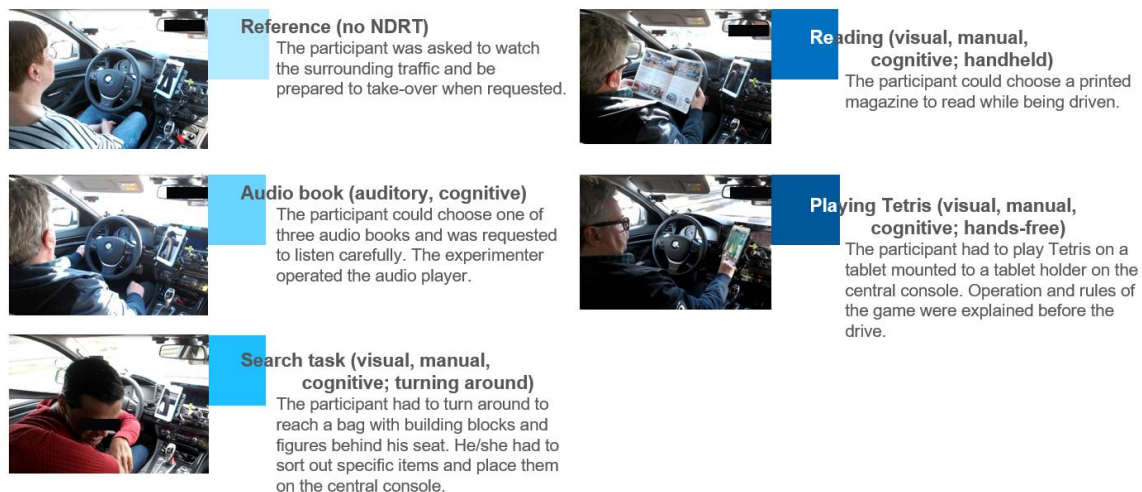 Reference (no NDRT)
The participant was asked to watch
the surrounding traffic and be
prepared to take-over when requested.
Audio book (auditory, cognitive)
The participant could choose one of
three audio books and was requested
to listen carefully. The experimenter
operated the audio player.
Search task (visual, manual,
cognitive; turning around)
The participant had to turn around to
reach a bag with building blocks and
figures behind his seat. He/she had to
sort out specific items and place them
on the central console.
Reading (visual, manual,
cognitive; handheld)
The participant could choose a printed
magazine to read while being driven.
Playing Tetris (visual, manual,
cognitive; hands-free)
The participant had to play Tetris on a
tablet mounted to a tablet holder on the
central console. Operation and rules of
the game were explained before the
drive.